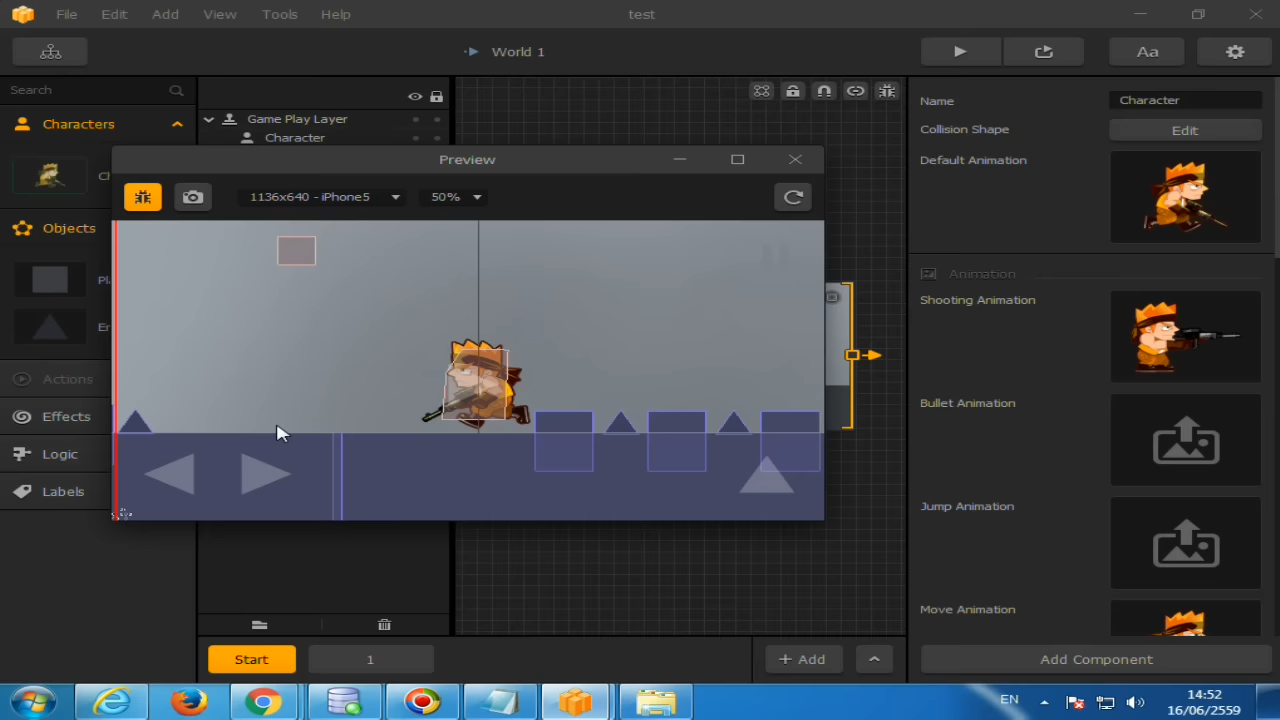 File Edit Add View Tools Help test
World 1
Aa
Search
Characters
Game Play Layer
Character
Name Character
Collision Shape Edit
Default Animation
Preview
1136x640 - iPhone5 50%
Objects
Animation
Shooting Animation
Actions
Effects
Bullet Animation
Logic
Labels
Jump Animation
Move Animation
Start 1 Add
Add Component
EN 14:52
16/06/2559